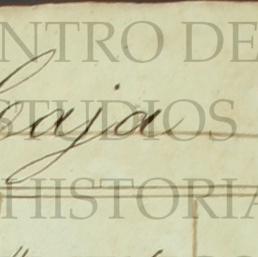 NTRO DE
caja
STUDIOS
HISTORIA